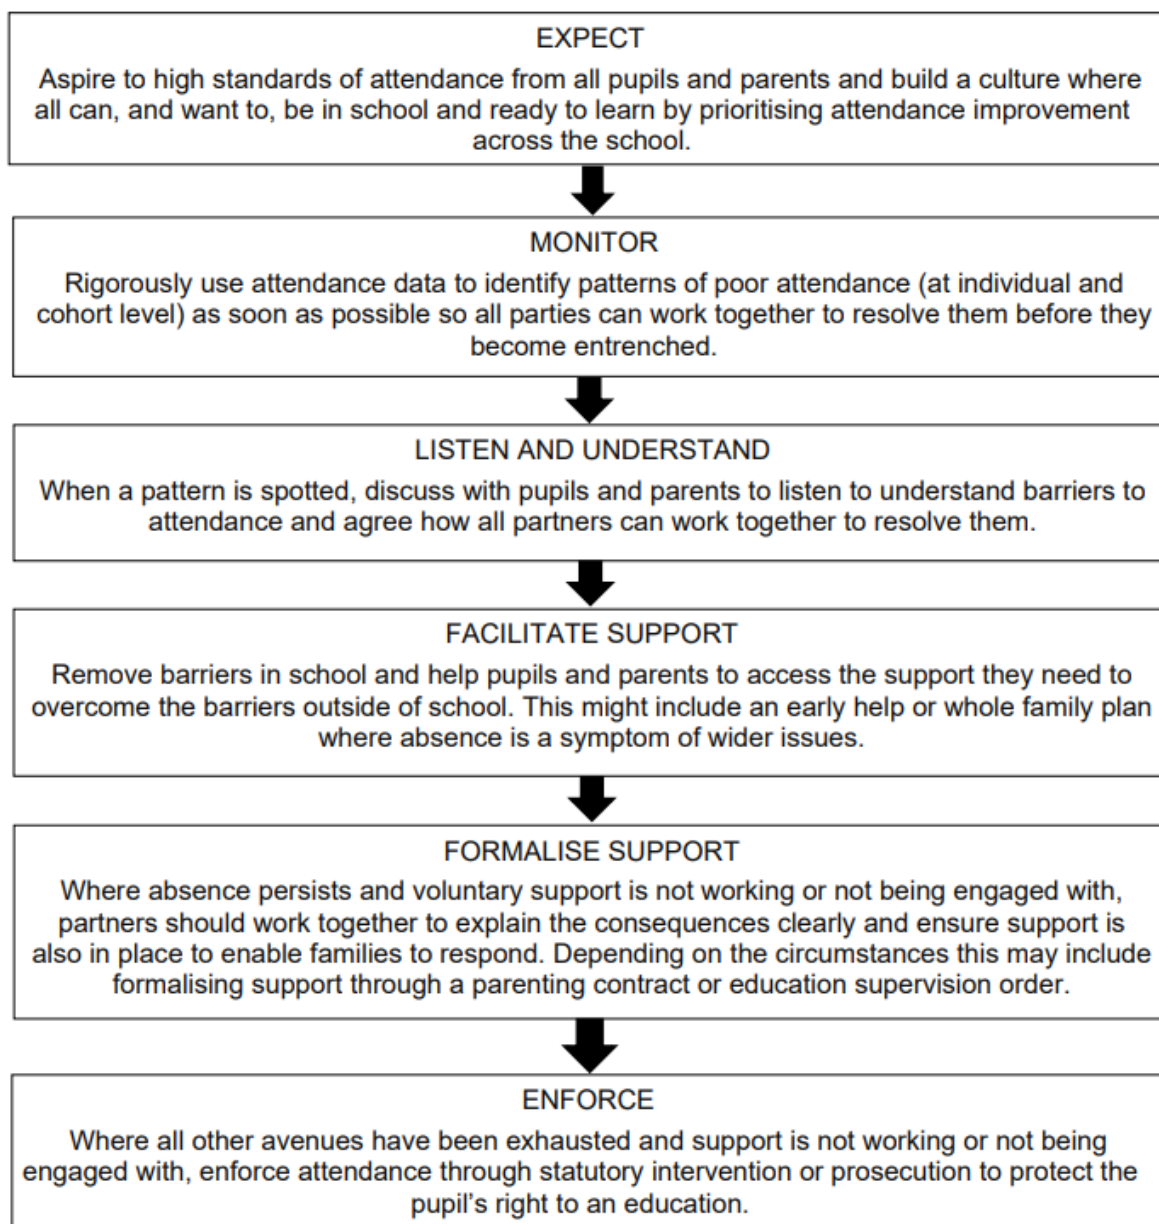 EXPECT
Aspire to high standards of attendance from all pupils and parents and build a culture where
all can, and want to, be in school and ready to learn by prioritising attendance improvement
across the school.
MONITOR
Rigorously use attendance data to identify patterns of poor attendance (at individual and
cohort level) as soon as possible so all parties can work together to resolve them before they
become entrenched.
LISTEN AND UNDERSTAND
When a pattern is spotted, discuss with pupils and parents to listen to understand barriers to
attendance and agree how all partners can work together to resolve them.
FACILITATE SUPPORT
Remove barriers in school and help pupils and parents to access the support they need to
overcome the barriers outside of school. This might include an early help or whole family plan
where absence is a symptom of wider issues.
FORMALISE SUPPORT
Where absence persists and voluntary support is not working or not being engaged with,
partners should work together to explain the consequences clearly and ensure support is
also in place to enable families to respond. Depending on the circumstances this may include
formalising support through a parenting contract or education supervision order.
ENFORCE
Where all other avenues have been exhausted and support is not working or not being
engaged with, enforce attendance through statutory intervention or prosecution to protect the
pupil’s right to an education.